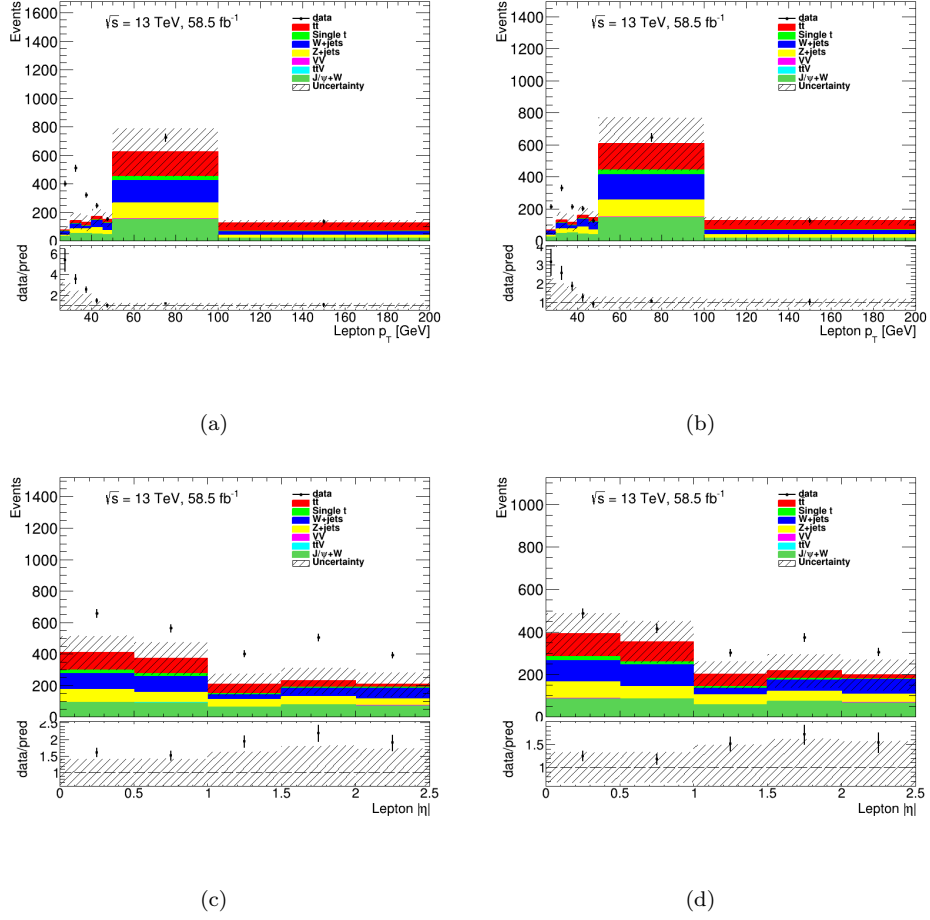 Events
1600
1400
1200
1000
800
600
400
200
0
√s = 13 TeV, 58.5 fb-1
data
tt
Single t
W+jets
Z+jets
VV
ttV
J/ψ+W
Uncertainty
data/pred
6
4
2
40 60 80 100 120 140 160 180 200
Lepton pT [GeV]
(a)
Events
1400
1200
1000
800
600
400
200
0
√s = 13 TeV, 58.5 fb-1
data
tt
Single t
W+jets
Z+jets
VV
ttV
J/ψ+W
Uncertainty
data/pred
4
3
2
1
40 60 80 100 120 140 160 180 200
Lepton pT [GeV]
(b)
Events
1400
1200
1000
800
600
400
200
0
√s = 13 TeV, 58.5 fb-1
data
tt
Single t
W+jets
Z+jets
VV
ttV
J/ψ+W
Uncertainty
data/pred
2.5
2
1.5
1
0 0.5 1 1.5 2 2.5
Lepton |η|
(c)
Events
1000
800
600
400
200
0
√s = 13 TeV, 58.5 fb-1
data
tt
Single t
W+jets
Z+jets
VV
ttV
J/ψ+W
Uncertainty
data/pred
1.5
1
0 0.5 1 1.5 2 2.5
Lepton |η|
(d)